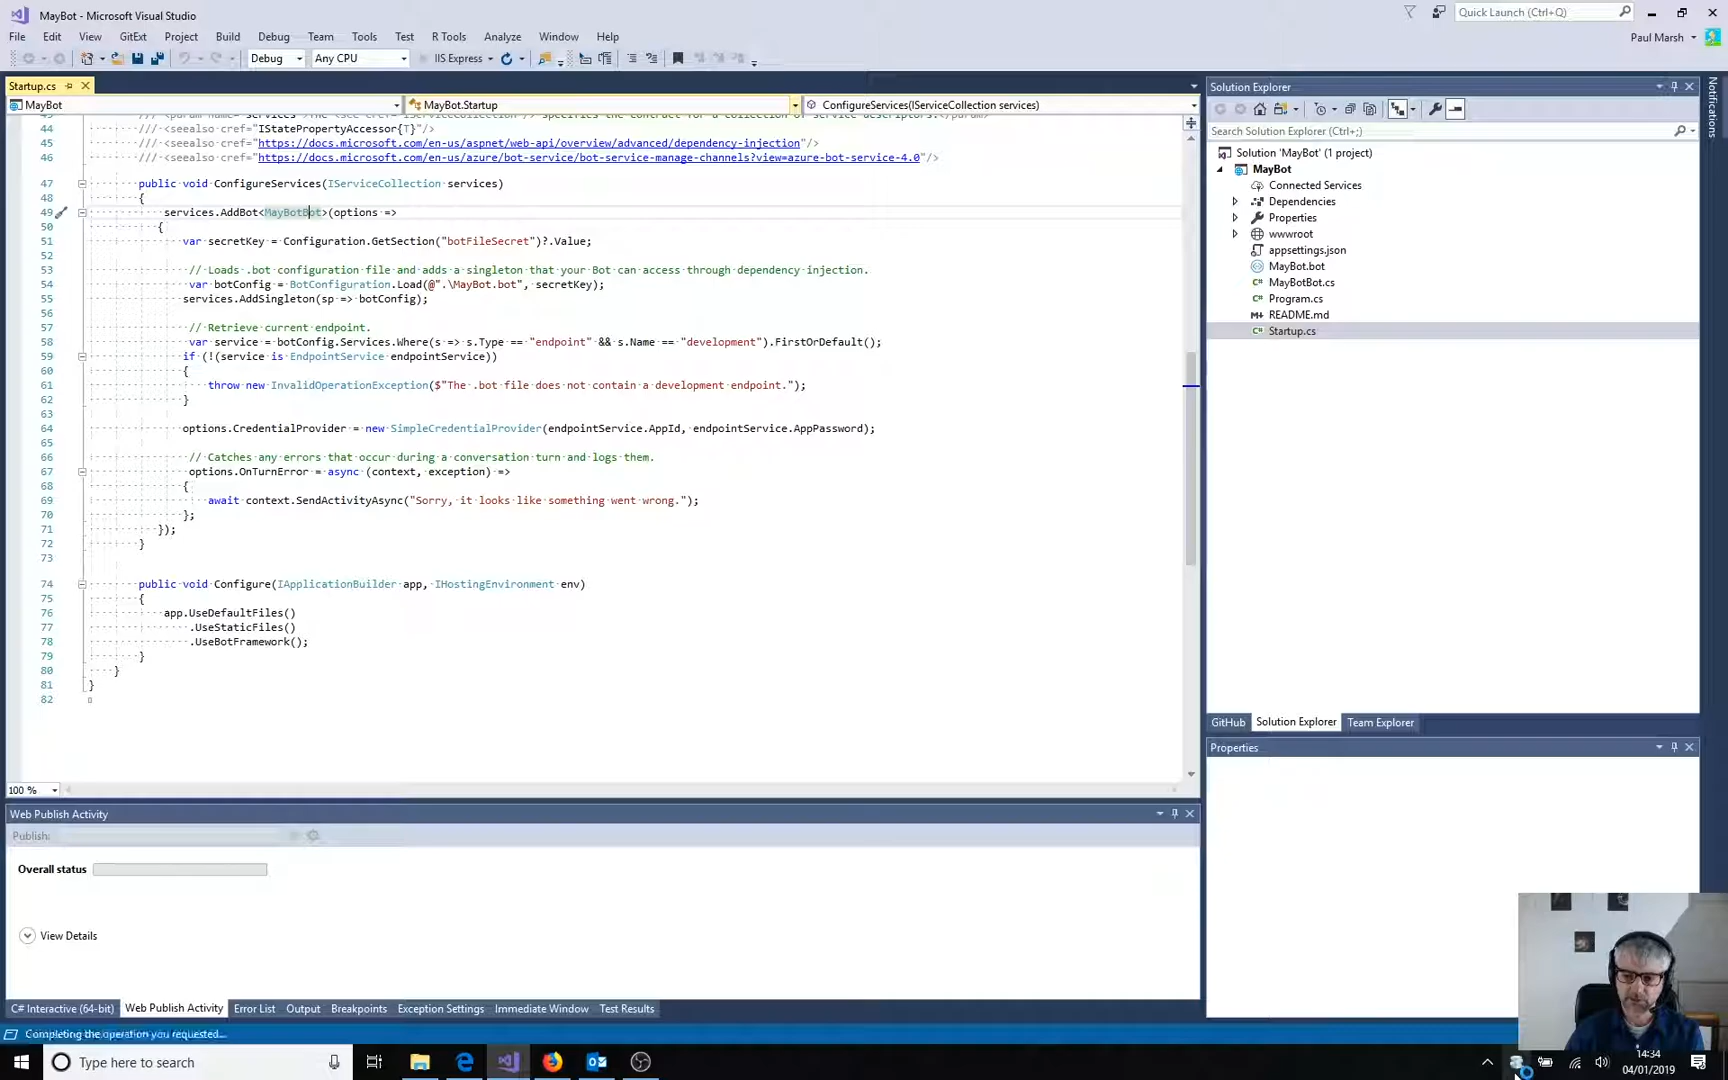 MayBot - Microsoft Visual Studio
Quick Launch (Ctrl+Q)
File Edit View GitExt Project Build Debug Team Tools Test R Tools Analyze Window Help
Paul Marsh
Debug Any CPU IIS Express
Startup.cs
MayBot MayBot.Startup ConfigureServices(IServiceCollection services)
44 /// <seealso cref="IStatePropertyAccessor{T}"/>
45 /// <seealso cref="https://docs.microsoft.com/en-us/aspnet/web-api/overview/advanced/dependency-injection"/>
46 /// <seealso cref="https://docs.microsoft.com/en-us/azure/bot-service/bot-service-manage-channels?view=azure-bot-service-4.0"/>
47 public void ConfigureServices(IServiceCollection services)
48 {
49 services.AddBot<MayBotBot>(options =>
50 {
51 var secretKey = Configuration.GetSection("botFileSecret")?.Value;
52
53 // Loads .bot configuration file and adds a singleton that your Bot can access through dependency injection.
54 var botConfig = BotConfiguration.Load(@".\MayBot.bot", secretKey);
55 services.AddSingleton(sp => botConfig);
56
57 // Retrieve current endpoint.
58 var service = botConfig.Services.Where(s => s.Type == "endpoint" && s.Name == "development").FirstOrDefault();
59 if (!(service is EndpointService endpointService))
60 {
61 throw new InvalidOperationException($"The .bot file does not contain a development endpoint.");
62 }
63
64 options.CredentialProvider = new SimpleCredentialProvider(endpointService.AppId, endpointService.AppPassword);
65
66 // Catches any errors that occur during a conversation turn and logs them.
67 options.OnTurnError = async (context, exception) =>
68 {
69 await context.SendActivityAsync("Sorry, it looks like something went wrong.");
70 };
71 });
72 }
73
74 public void Configure(IApplicationBuilder app, IHostingEnvironment env)
75 {
76 app.UseDefaultFiles()
77 .UseStaticFiles()
78 .UseBotFramework();
79 }
80 }
81 }
82
100 %
Solution Explorer
Search Solution Explorer (Ctrl+;)
Solution 'MayBot' (1 project)
MayBot
Connected Services
Dependencies
Properties
wwwroot
appsettings.json
MayBot.bot
MayBotBot.cs
Program.cs
README.md
Startup.cs
GitHub Solution Explorer Team Explorer
Properties
Notifications
Web Publish Activity
Publish:
Overall status
View Details
C# Interactive (64-bit) Web Publish Activity Error List Output Breakpoints Exception Settings Immediate Window Test Results
Completing the operation you requested...
Type here to search
14:34
04/01/2019